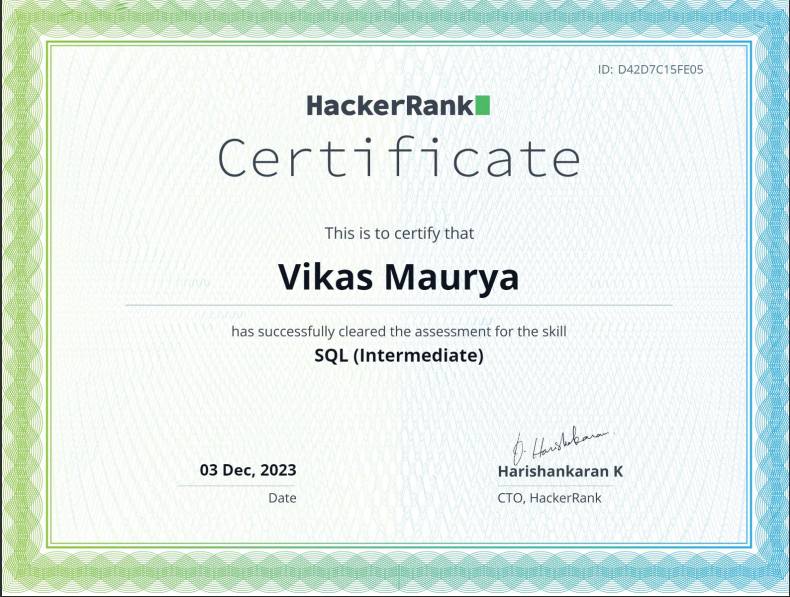 ID: D42D7C15FE05
HackerRank
Certificate
This is to certify that
Vikas Maurya
has successfully cleared the assessment for the skill
SQL (Intermediate)
03 Dec, 2023
Date
D. Harishankaran
Harishankaran K
CTO, HackerRank